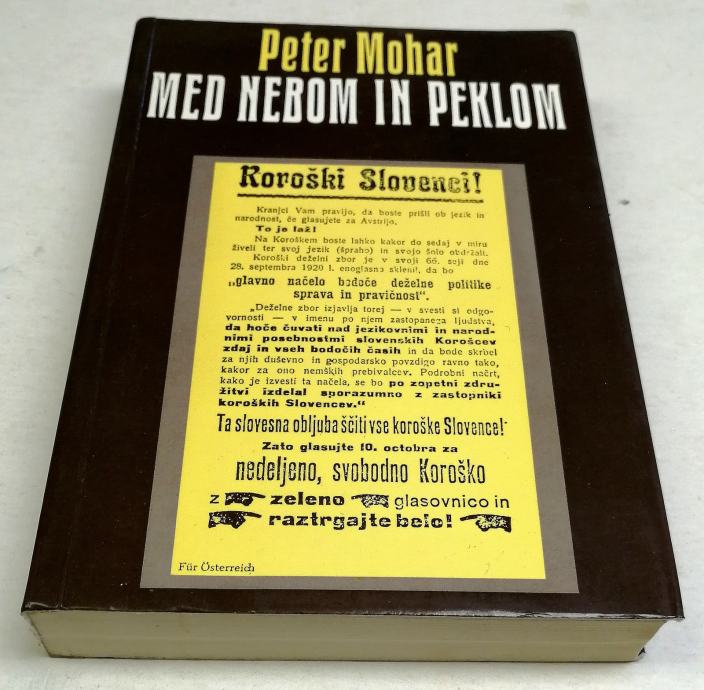 Peter Mohar
MED NEBOM IN PEKLOM
Koroški Slovenci!
Kranjci Vam pravijo, da boste prišli ob jezik in
narodnost, če glasujete za Avstrijo.
To je laž!
Na Koroškem boste lahko kakor do sedaj v miru
živeli ter svoj jezik (špraho) in svojo šolo obdržali.
Koroški deželni zbor je v svoji 66. seji dne
28. septembra 1920 l. enoglasno sklenil, da bo
„glavno načelo bodoče deželne politike
sprava in pravičnost“.
„Deželne zbor izjavlja torej — v svesti si odgo-
vornosti — v imenu po njem zastopanega ljudstva,
da hoče čuvati nad jezikovnimi in narod-
nimi posebnostmi slovenskih Korošcev
zdaj in vseh bodočih časih in da bode skrbel
za njih duševno in gospodarsko povzdigo ravno tako,
kakor za ono nemških prebivalcev. Podrobni načrt,
kako je izvesti ta načela, se bo po zopetni zdru-
žitvi izdelal sporazumno z zastopniki
koroških Slovencev.“
Ta slovesna obljuba ščiti vse koroške Slovence!
Zato glasujte 10. octobra za
nedeljeno, svobodno Koroško
z zeleno glasovnico in
raztrgajte belo!
Für Österreich